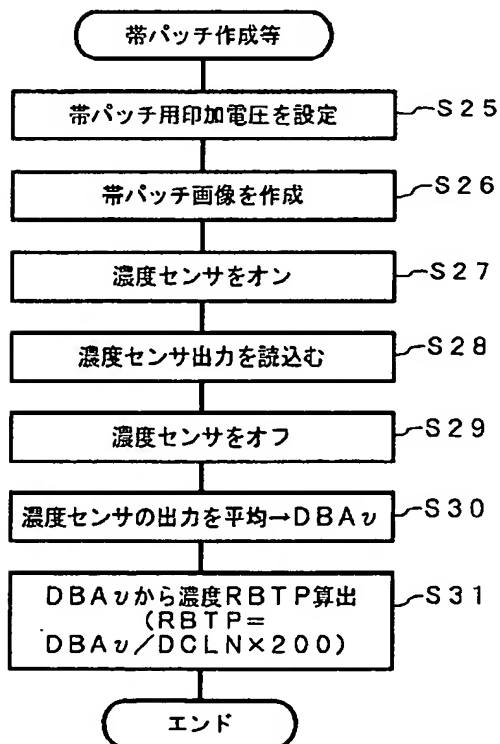 帯パッチ作成等
帯パッチ用印加電圧を設定
S25
帯パッチ画像を作成
S26
濃度センサをオン
S27
濃度センサ出力を読込む
S28
濃度センサをオフ
S29
濃度センサの出力を平均→DBAv
S30
DBAvから濃度RBTP算出
(RBTP=
DBAv/DCLN×200)
S31
エンド